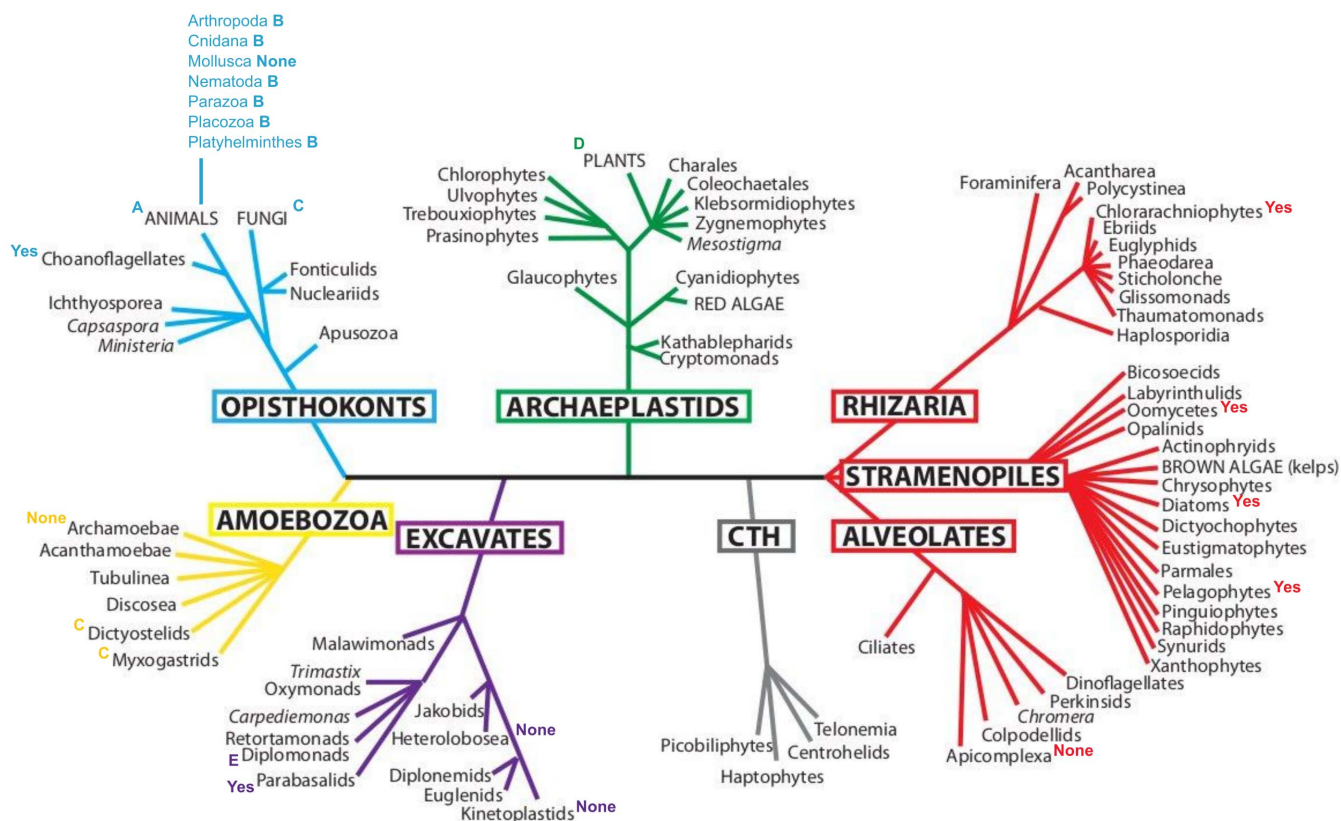 Arthropoda B
Cnidana B
Mollusca None
Nematoda B
Parazoa B
Placozoa B
Platyhelminthes B
A ANIMALS
FUNGI C
Yes Choanoflagellates
Ichthyosporea
Capsaspora
Ministeria
Fonticulids
Nucleariids
Apusozoa
OPISTHOKONTS
D PLANTS
Chlorophytes
Ulvophytes
Trebouxiophytes
Prasinophytes
Charales
Coleochaetales
Klebsormidiophytes
Zygnemophytes
Mesostigma
Glaucophytes
Cyanidiophytes
RED ALGAE
Kathablepharids
Cryptomonads
ARCHAEPLASTIDS
Foraminifera
Acantharea
Polycystinea
Chlorarachniophytes Yes
Ebriids
Euglyphids
Phaeodarea
Sticholonche
Glissomonads
Thaumatomonads
Haplosporidia
RHIZARIA
Bicosoecids
Labyrinthulids
Oomycetes Yes
Opalinids
Actinophryids
BROWN ALGAE (kelps)
Chrysophytes
Diatoms Yes
Dictyochophytes
Eustigmatophytes
Parmales
Pelagophytes Yes
Pinguiophytes
Raphidophytes
Synurids
Xanthophytes
STRAMENOPILES
AMOEBOZOA
None Archamoebae
Acanthamoebae
Tubulinea
Discosea
C Dictyostelids
C Myxogastrids
EXCAVATES
Malawimonads
Trimastix
Oxymonads
Carpediemonas
Retortamonads
E Diplomonads
Yes Parabasalids
Jakobids
Heterolobosea None
Diplonemids
Euglenids
Kinetoplastids None
CTH
Picobiliphytes
Haptophytes
Centrohelids
Telonemia
ALVEOLATES
Ciliates
Dinoflagellates
Perkinsids
Chromera
Colpodellids
Apicomplexa None